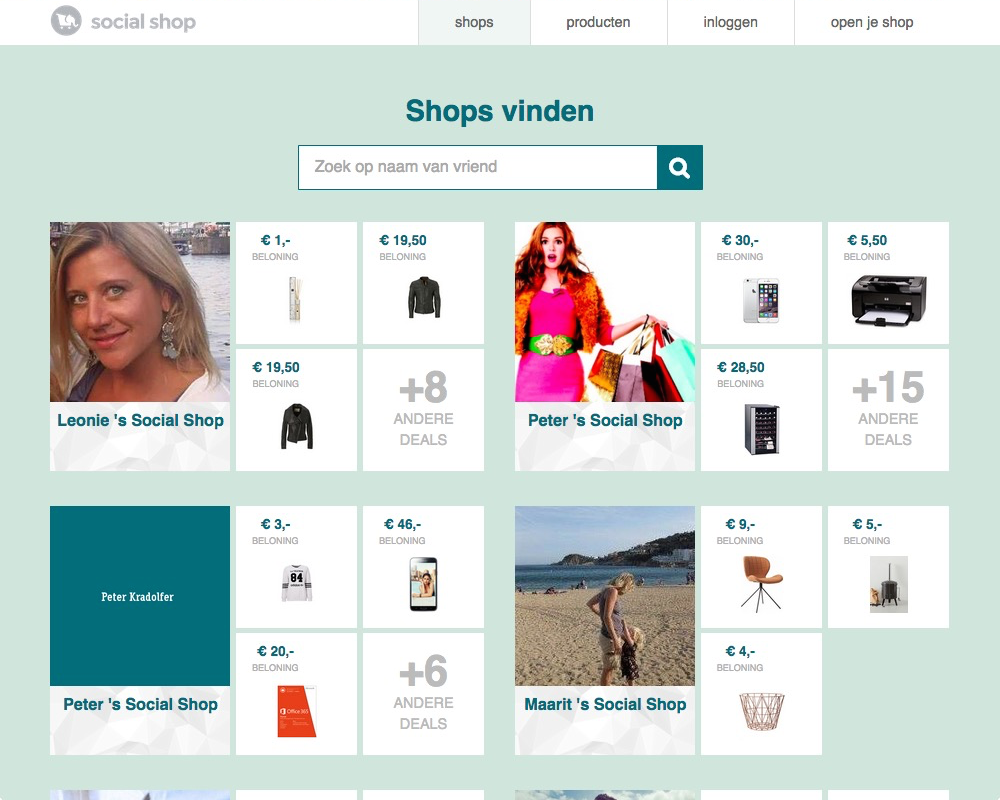 social shop
shops
producten
inloggen
open je shop
Shops vinden
Zoek op naam van vriend
€ 1,-
BELONING
€ 19,50
BELONING
€ 19,50
BELONING
+8
ANDERE
DEALS
Leonie 's Social Shop
€ 30,-
BELONING
€ 5,50
BELONING
€ 28,50
BELONING
+15
ANDERE
DEALS
Peter 's Social Shop
Peter Kradolfer
€ 3,-
BELONING
84
€ 46,-
BELONING
€ 20,-
BELONING
Office 365
+6
ANDERE
DEALS
Peter 's Social Shop
€ 9,-
BELONING
€ 5,-
BELONING
€ 4,-
BELONING
Maarit 's Social Shop